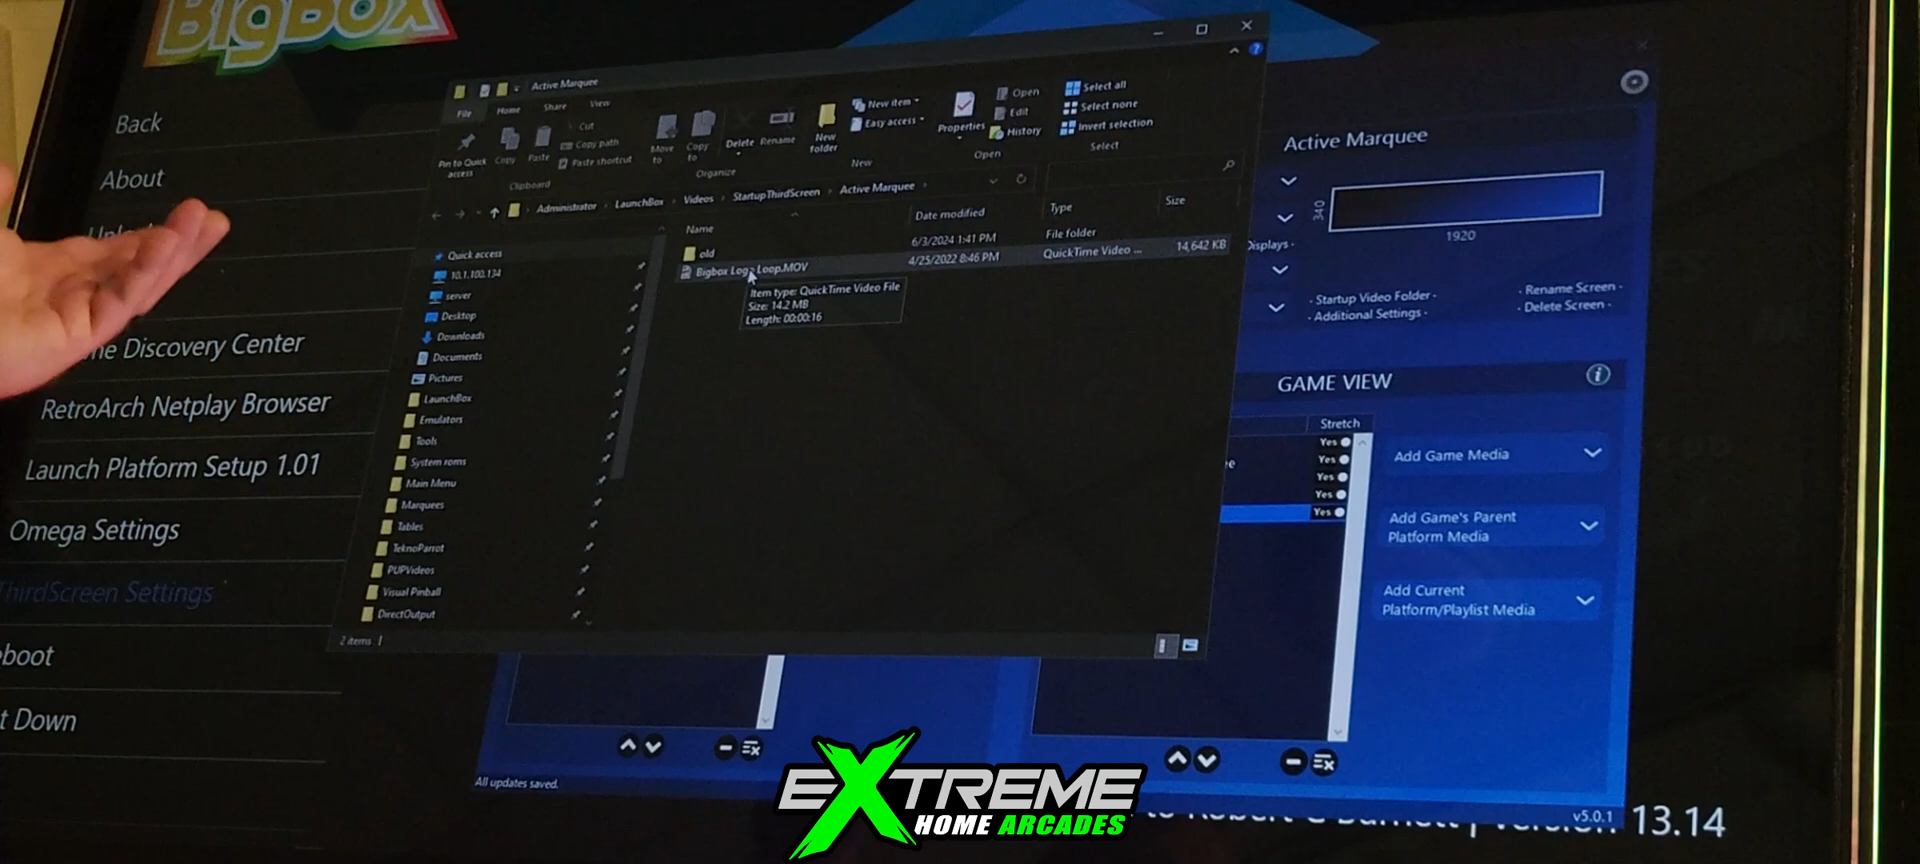 BigBox
Back
About
Discovery Center
RetroArch Netplay Browser
Launch Platform Setup 1.01
Omega Settings
ThirdScreen Settings
eboot
t Down
Active Marquee
File
Home
Share
View
Pin to Quick access
Copy
Paste
Cut
Copy path
Paste shortcut
Clipboard
Move to
Copy to
Delete
Rename
Organize
New folder
New item
Easy access
New
Properties
Open
Edit
History
Open
Select all
Select none
Invert selection
Select
Administrator › LaunchBox › Videos › StartupThirdScreen › Active Marquee ›
Name
Date modified
Type
Size
old
6/3/2024 1:41 PM
File folder
Bigbox Logo Loop.MOV
4/25/2022 8:46 PM
QuickTime Video ...
14,642 KB
Item type: QuickTime Video File
Size: 14.2 MB
Length: 00:00:16
Quick access
10.1.100.134
server
Desktop
Downloads
Documents
Pictures
LaunchBox
Emulators
Tools
System roms
Main Menu
Marquees
Tables
TeknoParrot
PUPVideos
Visual Pinball
DirectOutput
2 items
Active Marquee
340
1920
Displays -
- Startup Video Folder -
- Additional Settings -
- Rename Screen -
- Delete Screen -
GAME VIEW
Stretch
Yes
Yes
Yes
Yes
Yes
Add Game Media
Add Game's Parent
Platform Media
Add Current
Platform/Playlist Media
All updates saved.
v5.0.1
13.14
EXTREME
HOME ARCADES